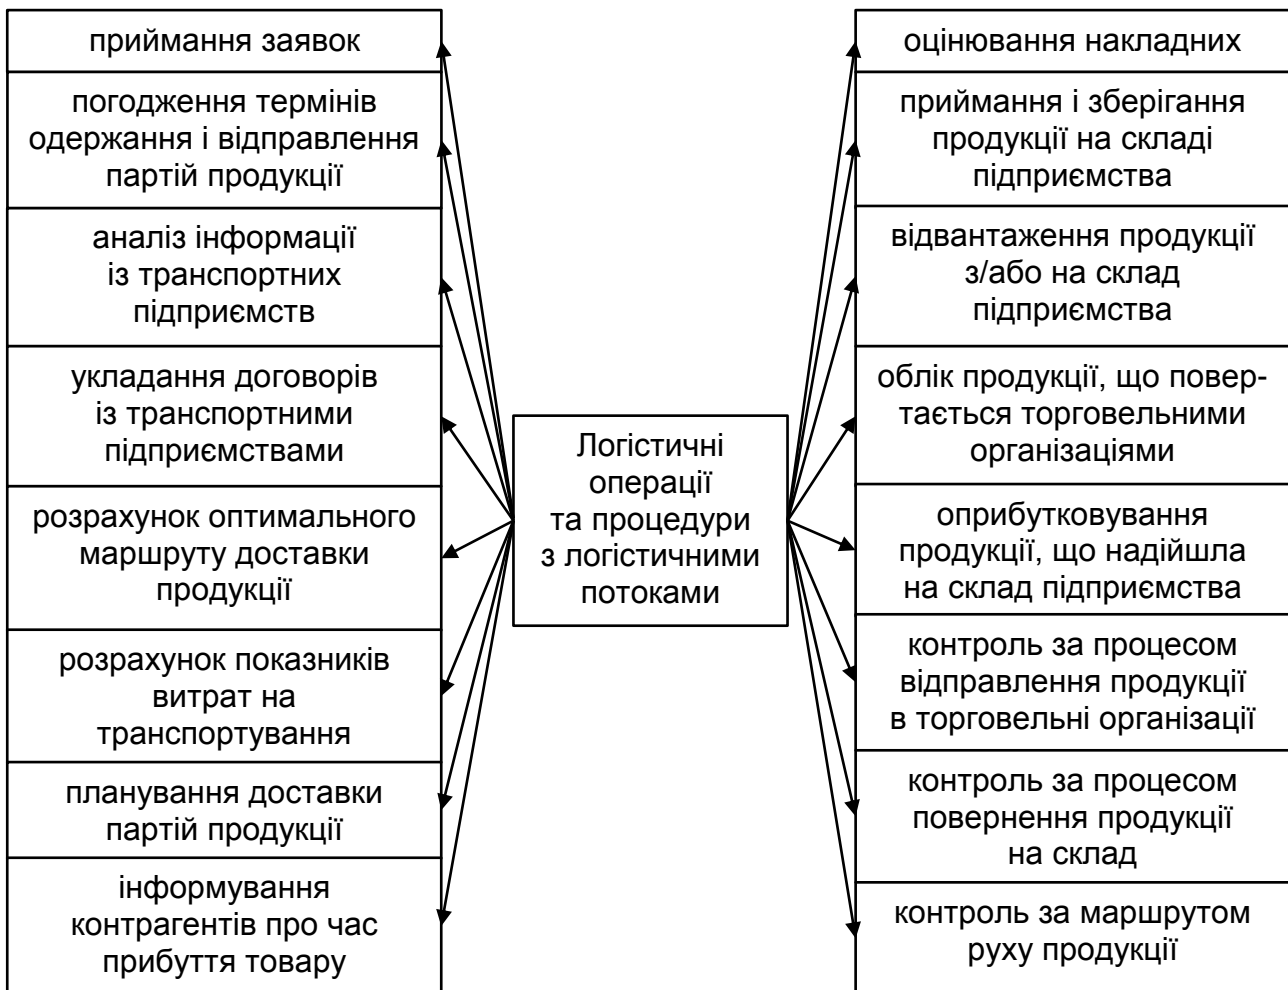 приймання заявок
погодження термінів
одержання і відправлення
партій продукції
аналіз інформації
із транспортних
підприємств
укладання договорів
із транспортними
підприємствами
розрахунок оптимального
маршруту доставки
продукції
розрахунок показників
витрат на
транспортування
планування доставки
партій продукції
інформування
контрагентів про час
прибуття товару
Логістичні
операції
та процедури
з логістичними
потоками
оцінювання накладних
приймання і зберігання
продукції на складі
підприємства
відвантаження продукції
з/або на склад
підприємства
облік продукції, що повер-
тається торговельними
організаціями
оприбутковування
продукції, що надійшла
на склад підприємства
контроль за процесом
відправлення продукції
в торговельні організації
контроль за процесом
повернення продукції
на склад
контроль за маршрутом
руху продукції